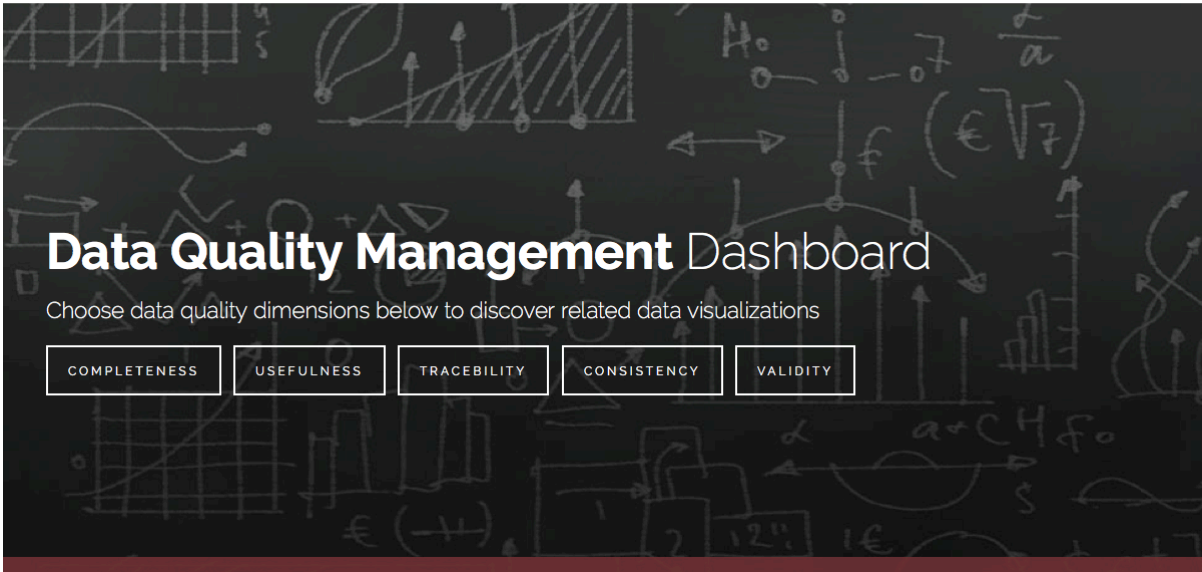 Data Quality Management Dashboard
Choose data quality dimensions below to discover related data visualizations
COMPLETENESS USEFULNESS TRACEBILITY CONSISTENCY VALIDITY